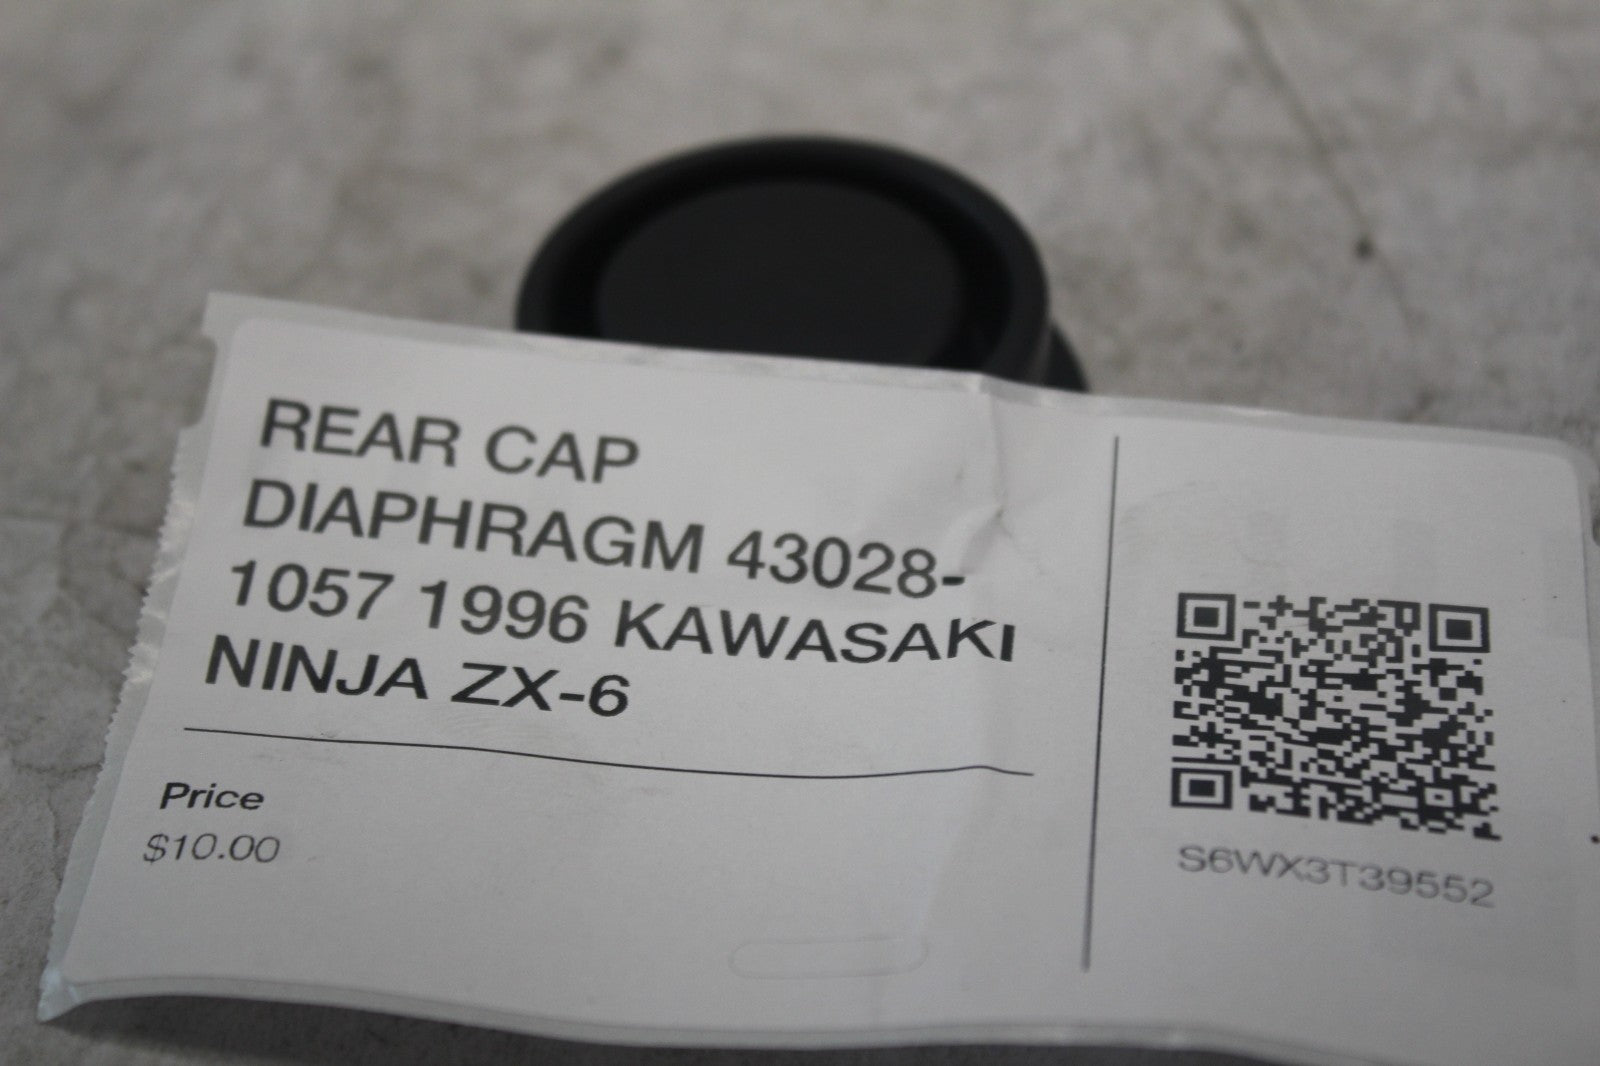 REAR CAP
DIAPHRAGM 43028-
1057 1996 KAWASAKI
NINJA ZX-6
Price
$10.00
S6WX3T39552